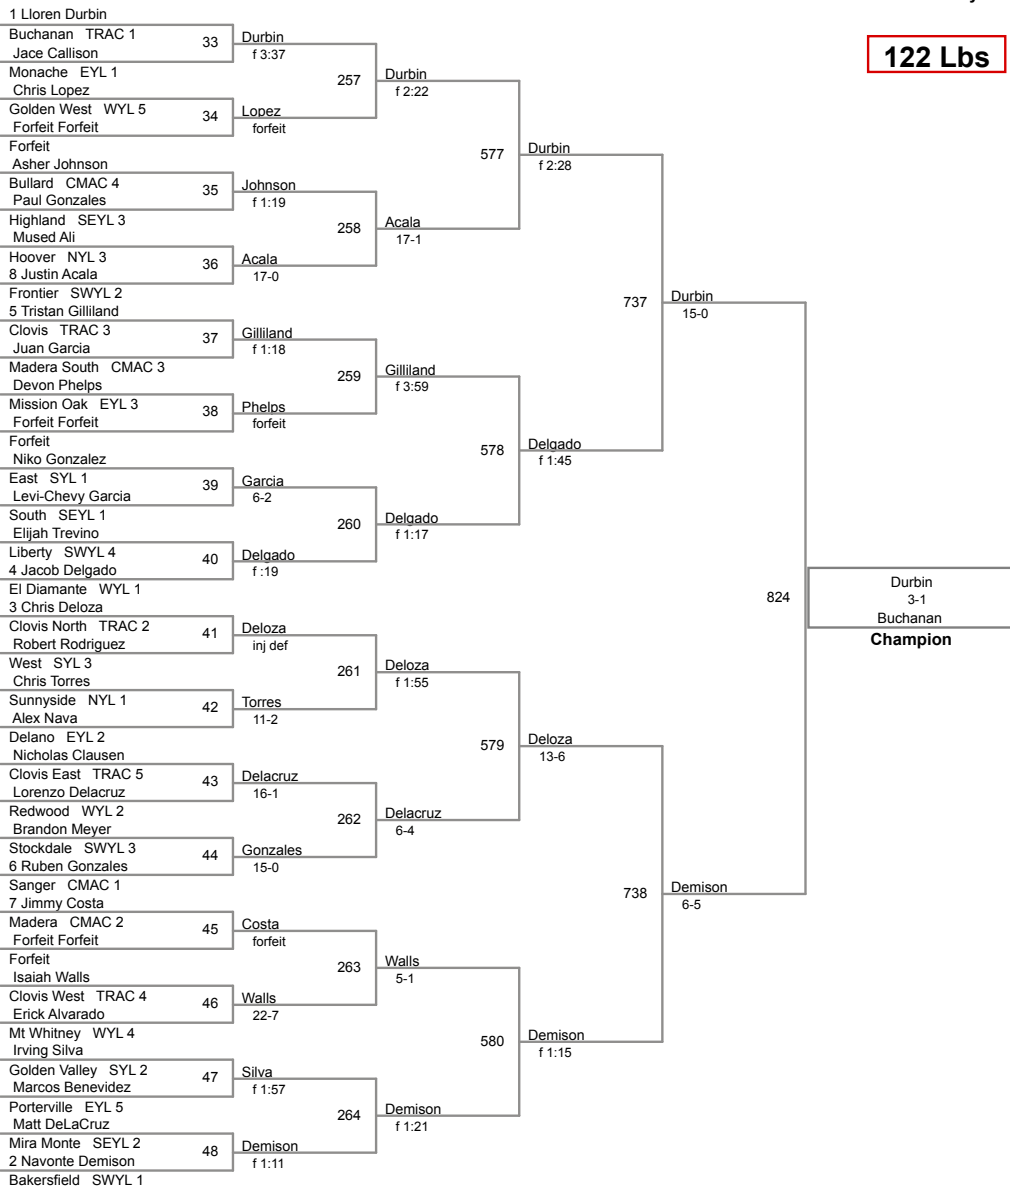 1 Lloren Durbin
Buchanan TRAC 1
Jace Callison
Monache EYL 1
Chris Lopez
Golden West WYL 5
Forfeit Forfeit
Forfeit
Asher Johnson
Bullard CMAC 4
Paul Gonzales
Highland SEYL 3
Mused Ali
Hoover NYL 3
8 Justin Acala
Frontier SWYL 2
5 Tristan Gilliland
Clovis TRAC 3
Juan Garcia
Madera South CMAC 3
Devon Phelps
Mission Oak EYL 3
Forfeit Forfeit
Forfeit
Niko Gonzalez
East SYL 1
Levi-Chevy Garcia
South SEYL 1
Elijah Trevino
Liberty SWYL 4
4 Jacob Delgado
El Diamante WYL 1
3 Chris Deloza
Clovis North TRAC 2
Robert Rodriguez
West SYL 3
Chris Torres
Sunnyside NYL 1
Alex Nava
Delano EYL 2
Nicholas Clausen
Clovis East TRAC 5
Lorenzo Delacruz
Redwood WYL 2
Brandon Meyer
Stockdale SWYL 3
6 Ruben Gonzales
Sanger CMAC 1
7 Jimmy Costa
Madera CMAC 2
Forfeit Forfeit
Forfeit
Isaiah Walls
Clovis West TRAC 4
Erick Alvarado
Mt Whitney WYL 4
Irving Silva
Golden Valley SYL 2
Marcos Benevidez
Porterville EYL 5
Matt DeLaCruz
Mira Monte SEYL 2
2 Navonte Demison
Bakersfield SWYL 1
33
34
35
36
37
38
39
40
41
42
43
44
45
46
47
48
Durbin
f 3:37
Lopez
forfeit
Johnson
f 1:19
Acala
17-0
Gilliland
f 1:18
Phelps
forfeit
Garcia
6-2
Delgado
f :19
Deloza
inj def
Torres
11-2
Delacruz
16-1
Gonzales
15-0
Costa
forfeit
Walls
22-7
Silva
f 1:57
Demison
f 1:11
257
258
259
260
261
262
263
264
Durbin
f 2:22
Acala
17-1
Gilliland
f 3:59
Delgado
f 1:17
Deloza
f 1:55
Delacruz
6-4
Walls
5-1
Demison
f 1:21
577
578
579
580
Durbin
f 2:28
Delgado
f 1:45
Deloza
13-6
Demison
f 1:15
737
738
Durbin
15-0
Demison
6-5
824
Durbin
3-1
Buchanan
Champion
122 Lbs